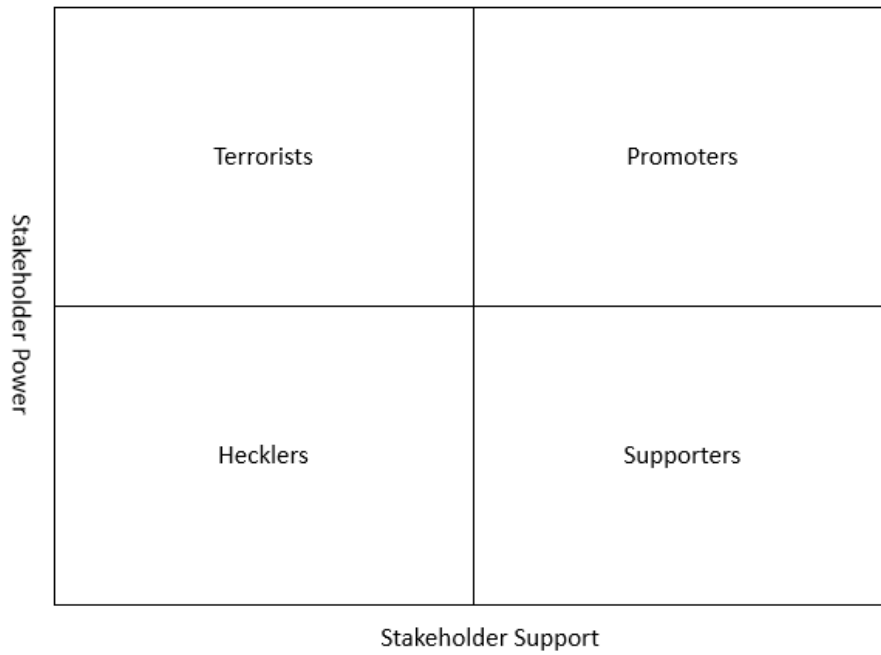 Terrorists
Promoters
Stakeholder Power
Hecklers
Supporters
Stakeholder Support